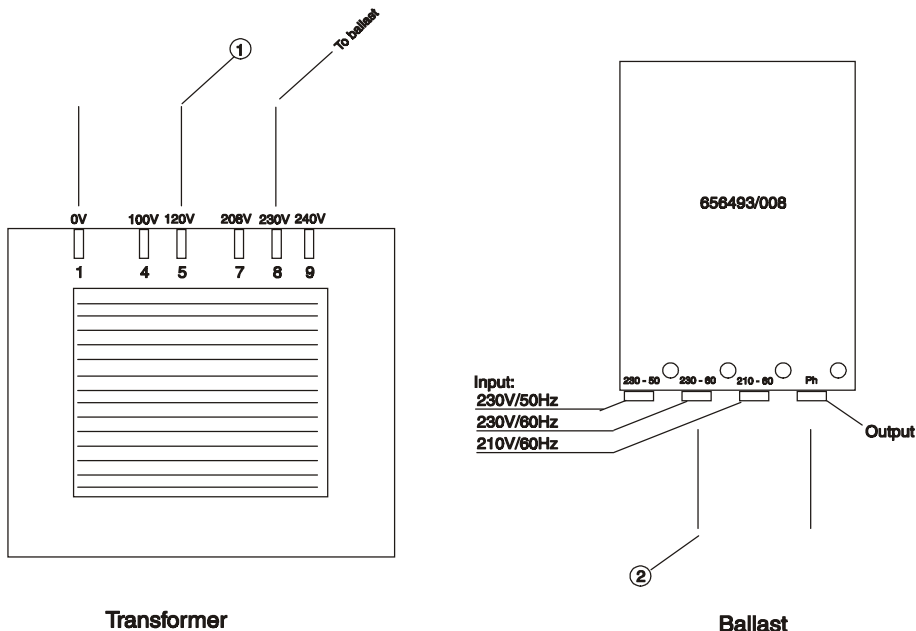 1
To ballast
0V 100V 120V 208V 230V 240V
1 4 5 7 8 9
Transformer
656493/008
230 - 50 230 - 60 210 - 60 Ph
Input:
230V/50Hz
230V/60Hz
210V/60Hz
Output
2
Ballast